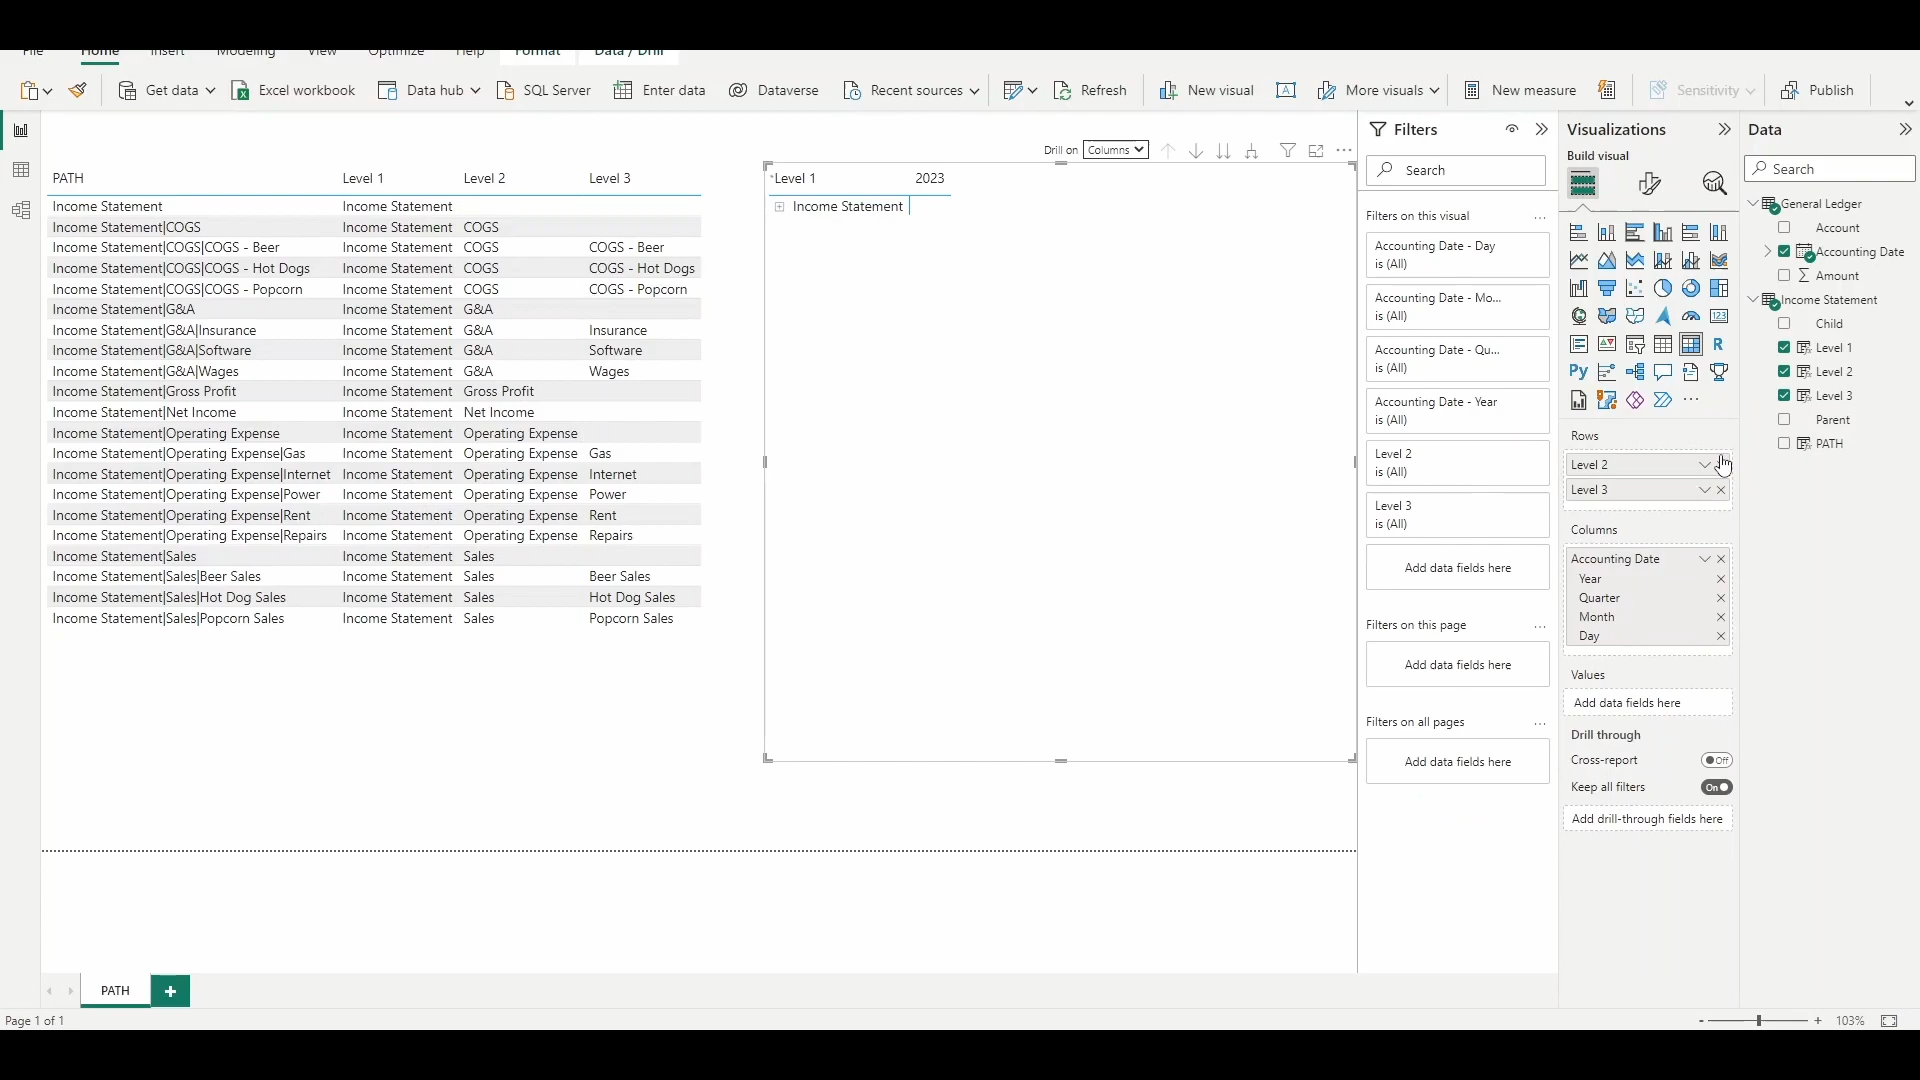 File Home Insert Modeling View Optimize Help Format Data / Drill
Get data Excel workbook Data hub SQL Server Enter data Dataverse Recent sources Refresh New visual More visuals New measure Sensitivity Publish
Drill on Columns
PATH Level 1 Level 2 Level 3
Income Statement Income Statement
Income Statement|COGS Income Statement COGS
Income Statement|COGS|COGS - Beer Income Statement COGS COGS - Beer
Income Statement|COGS|COGS - Hot Dogs Income Statement COGS COGS - Hot Dogs
Income Statement|COGS|COGS - Popcorn Income Statement COGS COGS - Popcorn
Income Statement|G&A Income Statement G&A
Income Statement|G&A|Insurance Income Statement G&A Insurance
Income Statement|G&A|Software Income Statement G&A Software
Income Statement|G&A|Wages Income Statement G&A Wages
Income Statement|Gross Profit Income Statement Gross Profit
Income Statement|Net Income Income Statement Net Income
Income Statement|Operating Expense Income Statement Operating Expense
Income Statement|Operating Expense|Gas Income Statement Operating Expense Gas
Income Statement|Operating Expense|Internet Income Statement Operating Expense Internet
Income Statement|Operating Expense|Power Income Statement Operating Expense Power
Income Statement|Operating Expense|Rent Income Statement Operating Expense Rent
Income Statement|Operating Expense|Repairs Income Statement Operating Expense Repairs
Income Statement|Sales Income Statement Sales
Income Statement|Sales|Beer Sales Income Statement Sales Beer Sales
Income Statement|Sales|Hot Dog Sales Income Statement Sales Hot Dog Sales
Income Statement|Sales|Popcorn Sales Income Statement Sales Popcorn Sales
Level 1 2023
Income Statement
Filters
Search
Filters on this visual ...
Accounting Date - Day
is (All)
Accounting Date - Mo...
is (All)
Accounting Date - Qu...
is (All)
Accounting Date - Year
is (All)
Level 2
is (All)
Level 3
is (All)
Add data fields here
Filters on this page ...
Add data fields here
Filters on all pages ...
Add data fields here
Visualizations
Build visual
123
R
Py
...
Rows
Level 2
Level 3
Columns
Accounting Date
Year
Quarter
Month
Day
Values
Add data fields here
Drill through
Cross-report Off
Keep all filters On
Add drill-through fields here
Data
Search
General Ledger
Account
Accounting Date
Amount
Income Statement
Child
Level 1
Level 2
Level 3
Parent
PATH
PATH
Page 1 of 1
- + 103%